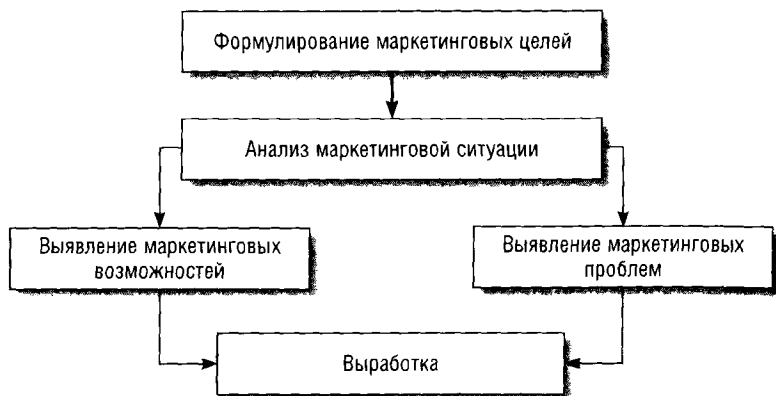 Формулирование маркетинговых целей
Анализ маркетинговой ситуации
Выявление маркетинговых
возможностей
Выявление маркетинговых
проблем
Выработка